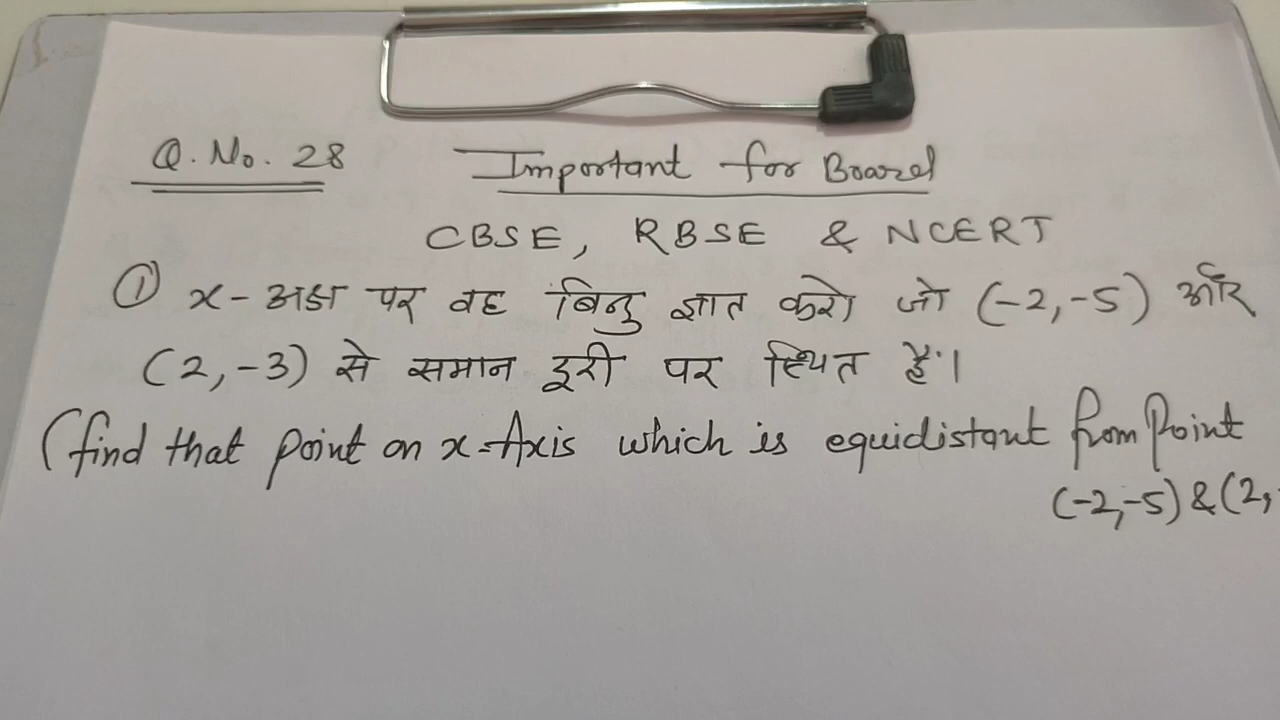 Q. No. 28 Important for Board
CBSE, RBSE & NCERT
① x-अक्ष पर वह बिन्दु ज्ञात करो जो (-2,-5) और
(2,-3) से समान दूरी पर स्थित हैं।
(find that point on x-Axis which is equidistant from Point
(-2,-5) & (2,